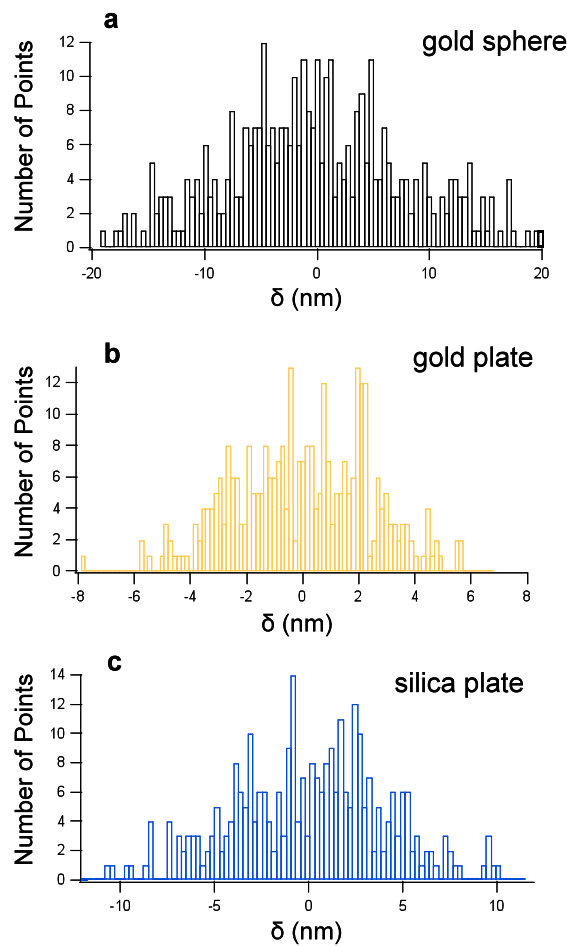 a
gold sphere
Number of Points
12
10
8
6
4
2
0
-20 -10 0 10 20
δ (nm)
b
gold plate
Number of Points
12
10
8
6
4
2
0
-8 -6 -4 -2 0 2 4 6 8
δ (nm)
c
silica plate
Number of Points
14
12
10
8
6
4
2
0
-10 -5 0 5 10
δ (nm)